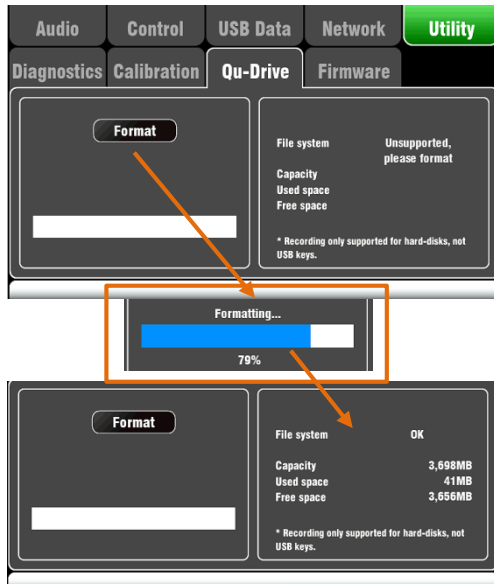 Audio Control USB Data Network Utility
Diagnostics Calibration Qu-Drive Firmware
Format
File system Unsupported,
please format
Capacity
Used space
Free space
* Recording only supported for hard-disks, not
USB keys.
Formatting...
79%
Format
File system OK
Capacity 3,698MB
Used space 41MB
Free space 3,656MB
* Recording only supported for hard-disks, not
USB keys.